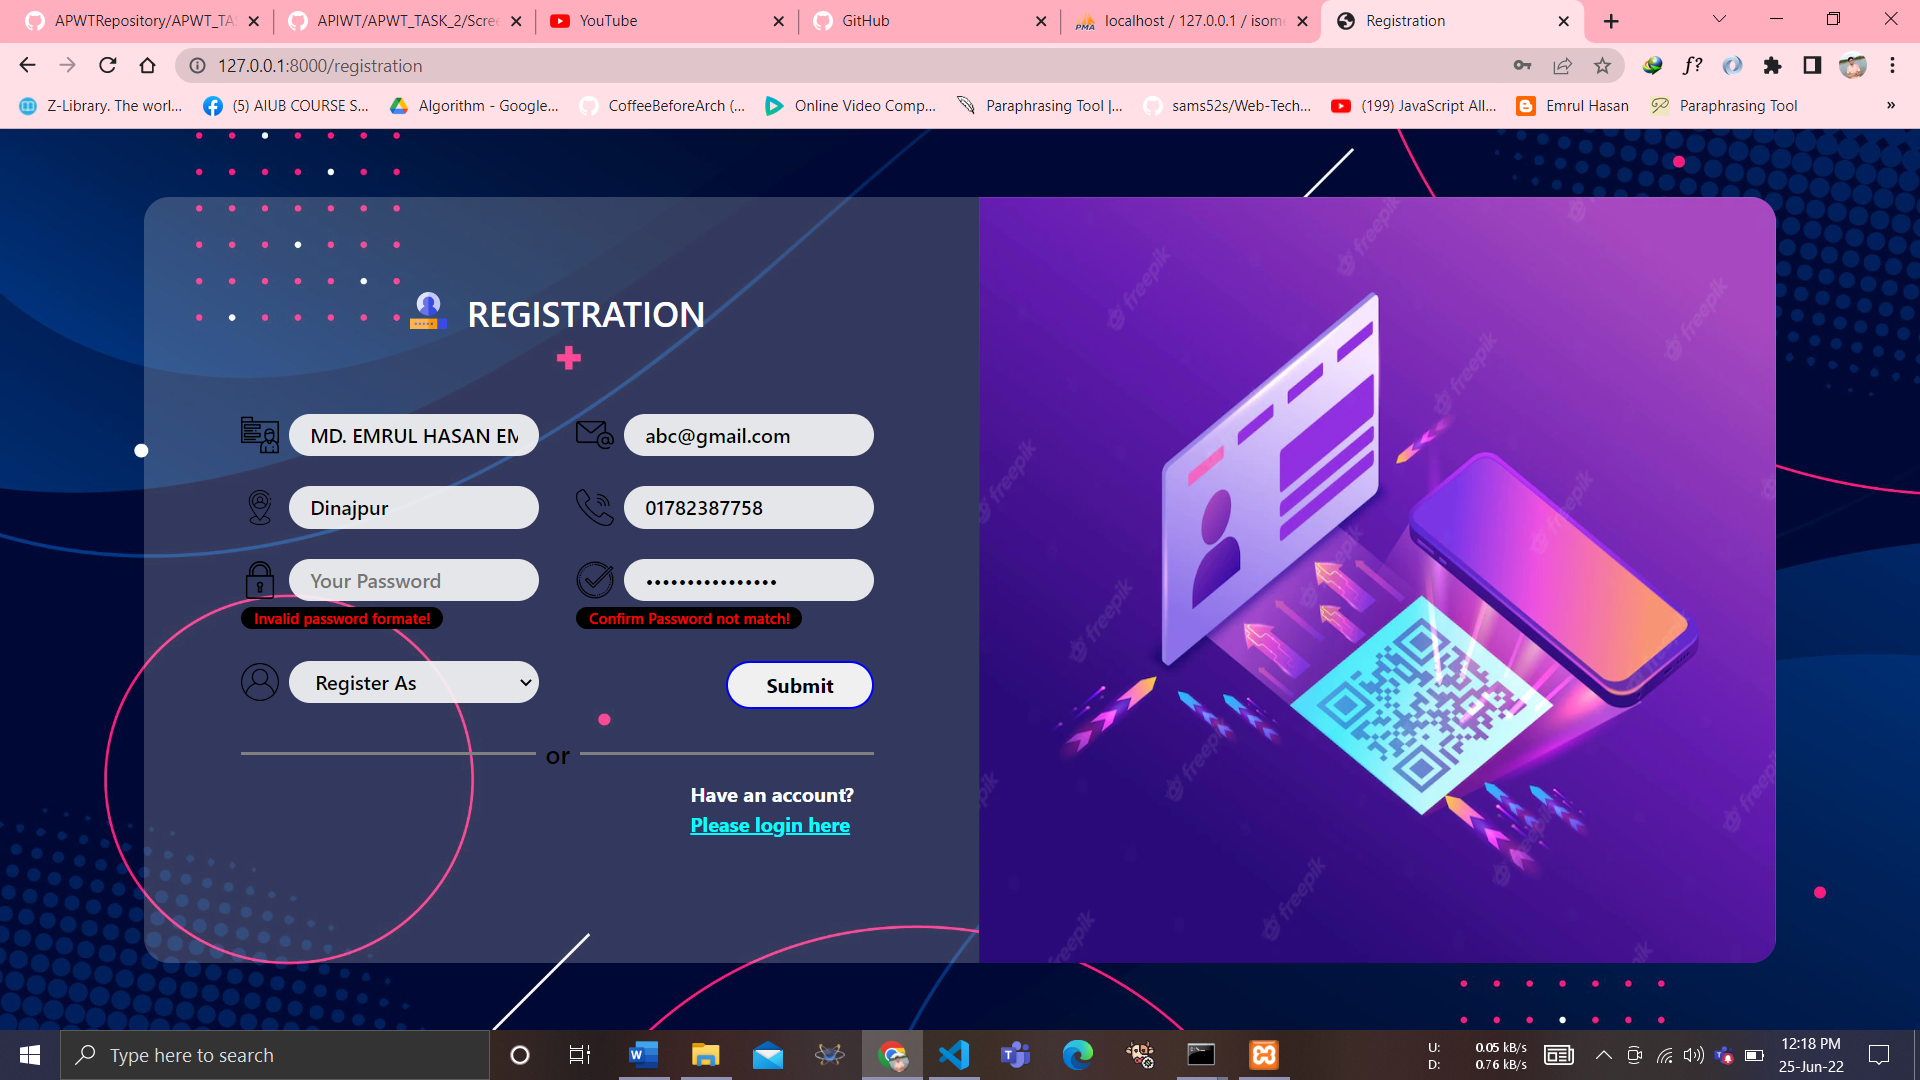 APWTRepository/APWT_TAS
APIWT/APWT_TASK_2/Scree
YouTube
GitHub
localhost / 127.0.0.1 / isome
Registration
127.0.0.1:8000/registration
Z-Library. The worl...
(5) AIUB COURSE S...
Algorithm - Google...
CoffeeBeforeArch (...
Online Video Comp...
Paraphrasing Tool |...
sams52s/Web-Tech...
(199) JavaScript All...
Emrul Hasan
Paraphrasing Tool
»
REGISTRATION
MD. EMRUL HASAN EM
abc@gmail.com
Dinajpur
01782387758
Your Password
Invalid password formate!
Confirm Password not match!
Register As
Submit
or
Have an account?
Please login here
freepik
Type here to search
U: 0.05 kB/s
D: 0.76 kB/s
12:18 PM
25-Jun-22